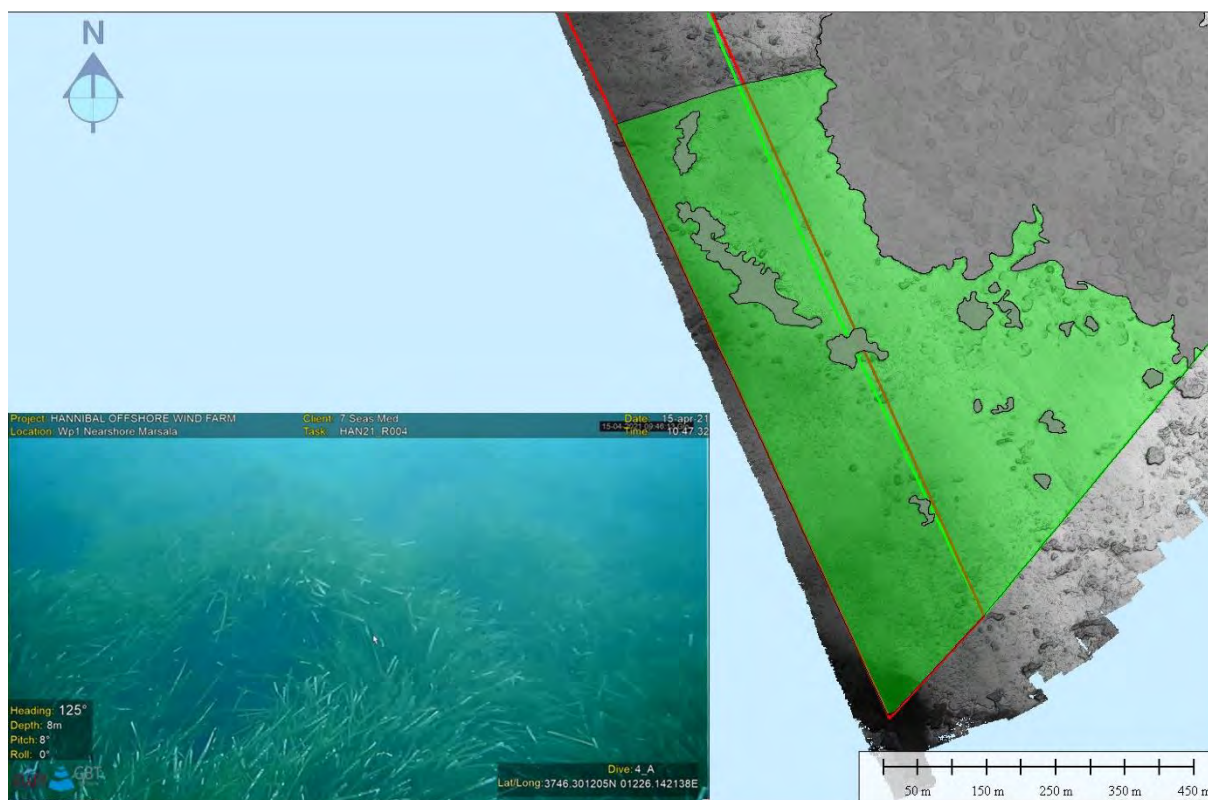 N
Project: HANNIBAL OFFSHORE WIND FARM Client: 7 Seas Med Date: 15-apr-21
Location: Wp1 Nearshore Marsala Task: HAN21_R004 Time: 10:47:32
Heading: 125°
Depth: 8m
Pitch: 8°
Roll: 0°
GBT
Dive: 4_A
Lat/Long: 3746.301205N 01226.142138E
50 m 150 m 250 m 350 m 450 m